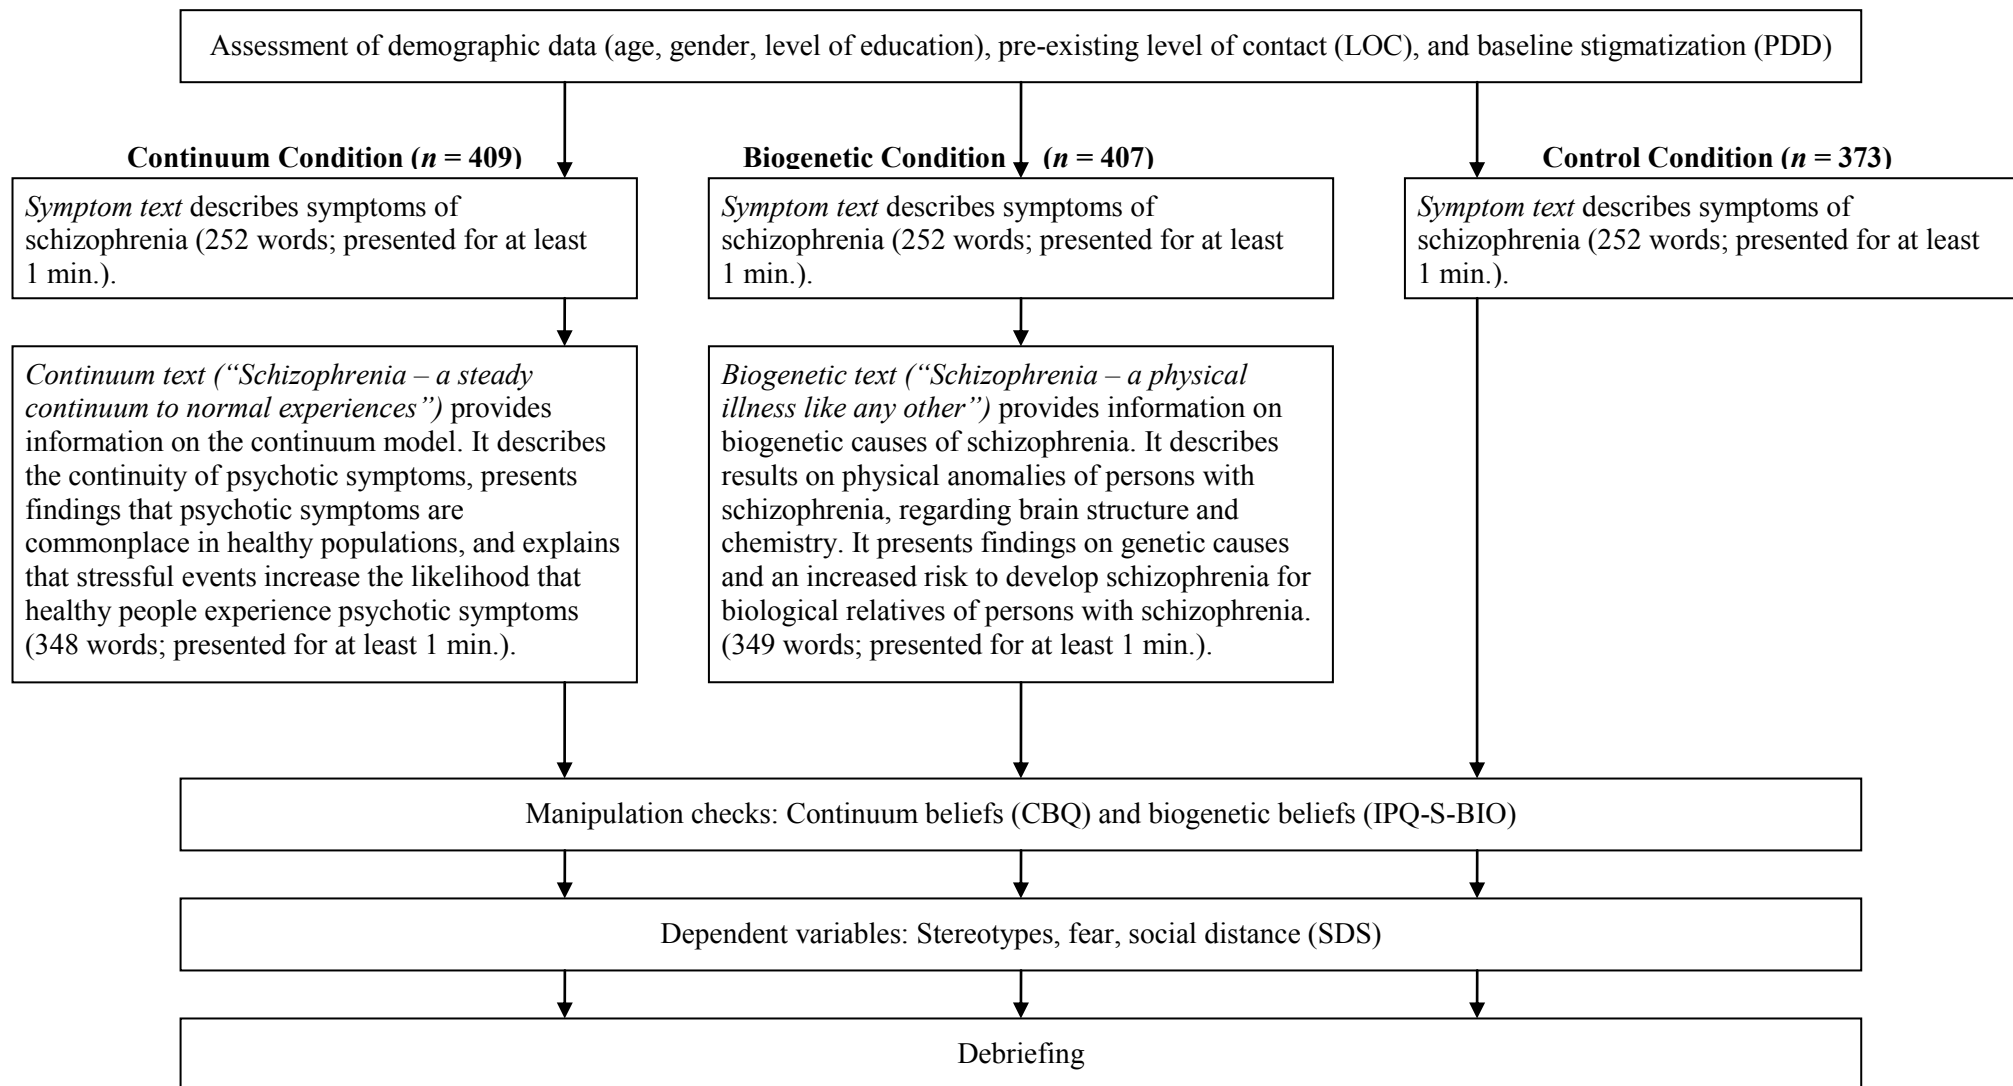 Assessment of demographic data (age, gender, level of education), pre-existing level of contact (LOC), and baseline stigmatization (PDD)
Continuum Condition (n = 409)
Symptom text describes symptoms of
schizophrenia (252 words; presented for at least
1 min.).
Continuum text (“Schizophrenia – a steady
continuum to normal experiences”) provides
information on the continuum model. It describes
the continuity of psychotic symptoms, presents
findings that psychotic symptoms are
commonplace in healthy populations, and explains
that stressful events increase the likelihood that
healthy people experience psychotic symptoms
(348 words; presented for at least 1 min.).
Biogenetic Condition (n = 407)
Symptom text describes symptoms of
schizophrenia (252 words; presented for at least
1 min.).
Biogenetic text (“Schizophrenia – a physical
illness like any other”) provides information on
biogenetic causes of schizophrenia. It describes
results on physical anomalies of persons with
schizophrenia, regarding brain structure and
chemistry. It presents findings on genetic causes
and an increased risk to develop schizophrenia for
biological relatives of persons with schizophrenia.
(349 words; presented for at least 1 min.).
Control Condition (n = 373)
Symptom text describes symptoms of
schizophrenia (252 words; presented for at least
1 min.).
Manipulation checks: Continuum beliefs (CBQ) and biogenetic beliefs (IPQ-S-BIO)
Dependent variables: Stereotypes, fear, social distance (SDS)
Debriefing